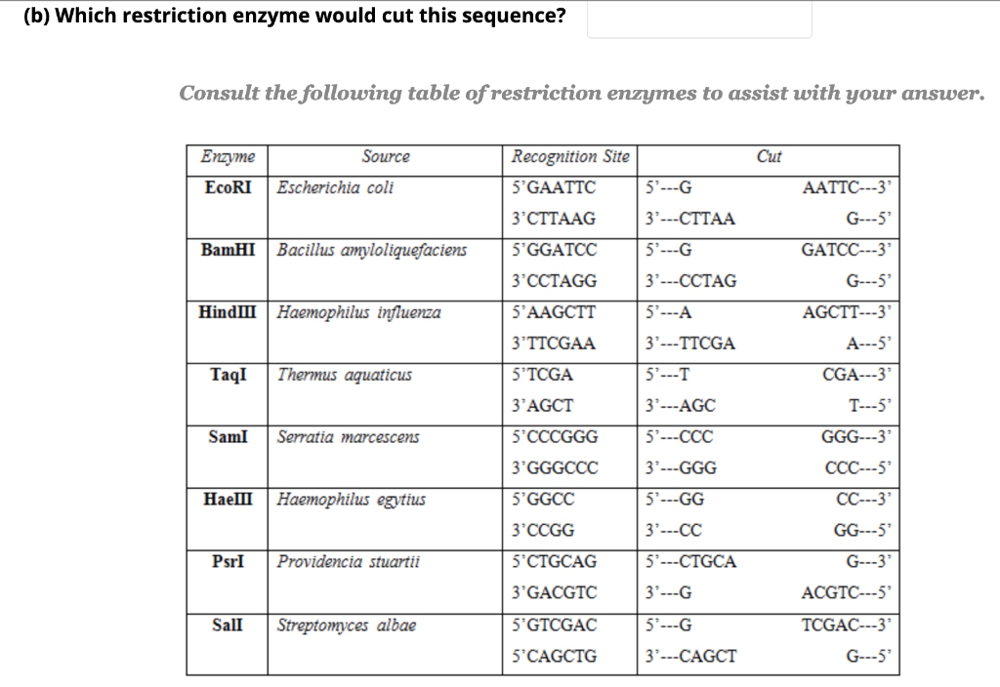 (b) Which restriction enzyme would cut this sequence?
Consult the following table of restriction enzymes to assist with your answer.
Enzyme Source Recognition Site Cut
EcoRI Escherichia coli 5'GAATTC 5'---G AATTC---3'
3'CTTAAG 3'---CTTAA G---5'
BamHI Bacillus amyloliquefaciens 5'GGATCC 5'---G GATCC---3'
3'CCTAGG 3'---CCTAG G---5'
HindIII Haemophilus influenza 5'AAGCTT 5'---A AGCTT---3'
3'TTCGAA 3'---TTCGA A---5'
TaqI Thermus aquaticus 5'TCGA 5'---T CGA---3'
3'AGCT 3'---AGC T---5'
SamI Serratia marcescens 5'CCCGGG 5'---CCC GGG---3'
3'GGGCCC 3'---GGG CCC---5'
HaeIII Haemophilus egytius 5'GGCC 5'---GG CC---3'
3'CCGG 3'---CC GG---5'
PsrI Providencia stuartii 5'CTGCAG 5'---CTGCA G---3'
3'GACGTC 3'---G ACGTC---5'
SalI Streptomyces albae 5'GTCGAC 5'---G TCGAC---3'
5'CAGCTG 3'---CAGCT G---5'